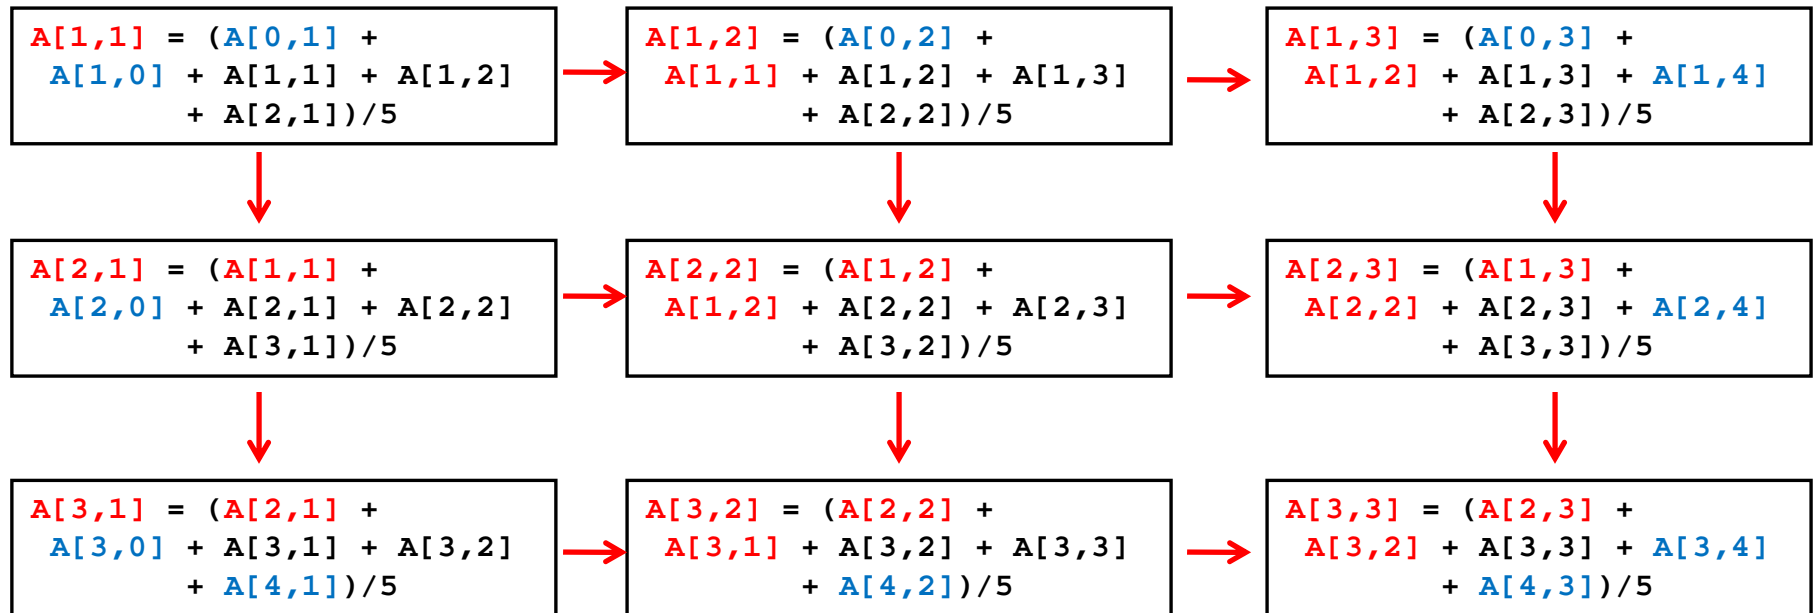 A[1,1] = (A[0,1] +
A[1,0] + A[1,1] + A[1,2]
+ A[2,1])/5
A[1,2] = (A[0,2] +
A[1,1] + A[1,2] + A[1,3]
+ A[2,2])/5
A[1,3] = (A[0,3] +
A[1,2] + A[1,3] + A[1,4]
+ A[2,3])/5
A[2,1] = (A[1,1] +
A[2,0] + A[2,1] + A[2,2]
+ A[3,1])/5
A[2,2] = (A[1,2] +
A[1,2] + A[2,2] + A[2,3]
+ A[3,2])/5
A[2,3] = (A[1,3] +
A[2,2] + A[2,3] + A[2,4]
+ A[3,3])/5
A[3,1] = (A[2,1] +
A[3,0] + A[3,1] + A[3,2]
+ A[4,1])/5
A[3,2] = (A[2,2] +
A[3,1] + A[3,2] + A[3,3]
+ A[4,2])/5
A[3,3] = (A[2,3] +
A[3,2] + A[3,3] + A[3,4]
+ A[4,3])/5